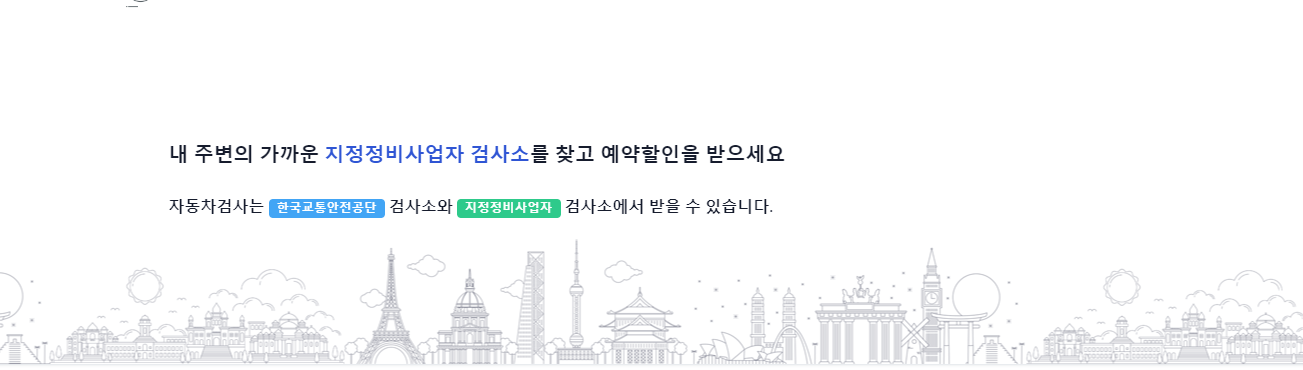 내 주변의 가까운 지정정비사업자 검사소를 찾고 예약할인을 받으세요
자동차검사는 한국교통안전공단 검사소와 지정정비사업자 검사소에서 받을 수 있습니다.